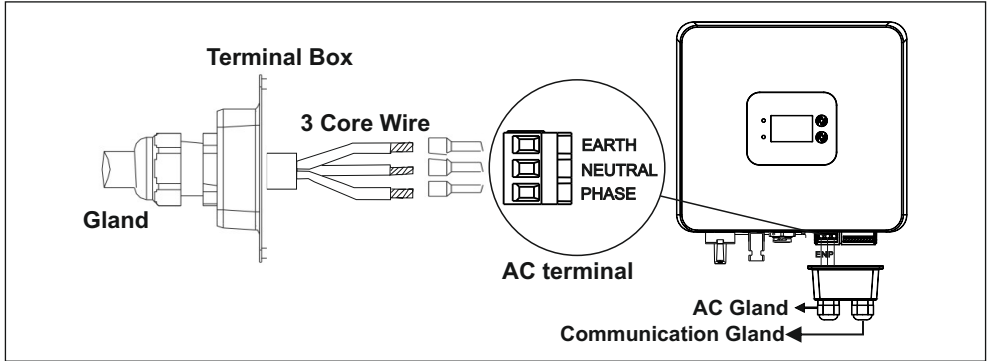 Terminal Box
3 Core Wire
EARTH
NEUTRAL
PHASE
Gland
AC terminal
ENP
AC Gland
Communication Gland